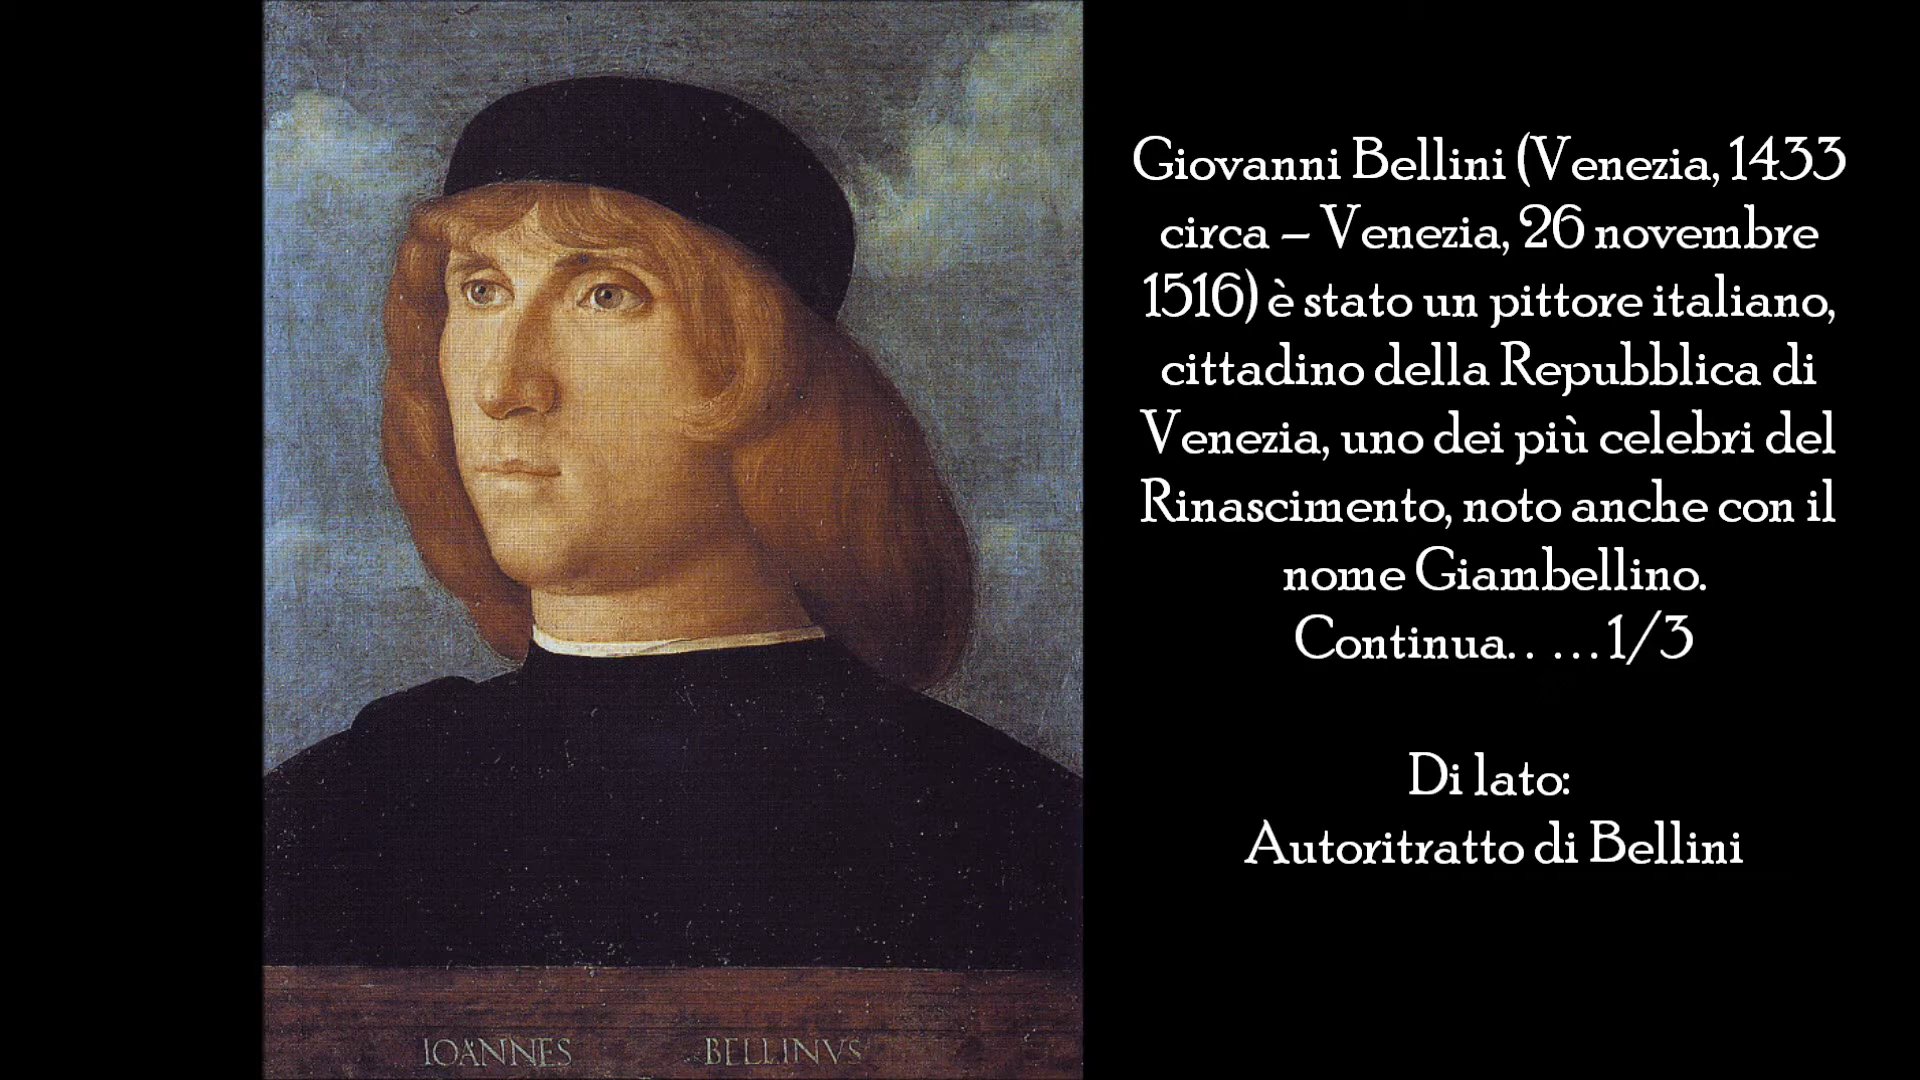 Giovanni Bellini (Venezia, 1433
circa – Venezia, 26 novembre
1516) è stato un pittore italiano,
cittadino della Repubblica di
Venezia, uno dei più celebri del
Rinascimento, noto anche con il
nome Giambellino.
Continua.. ...1/3
Di lato:
Autoritratto di Bellini
IOANNES BELLINVS